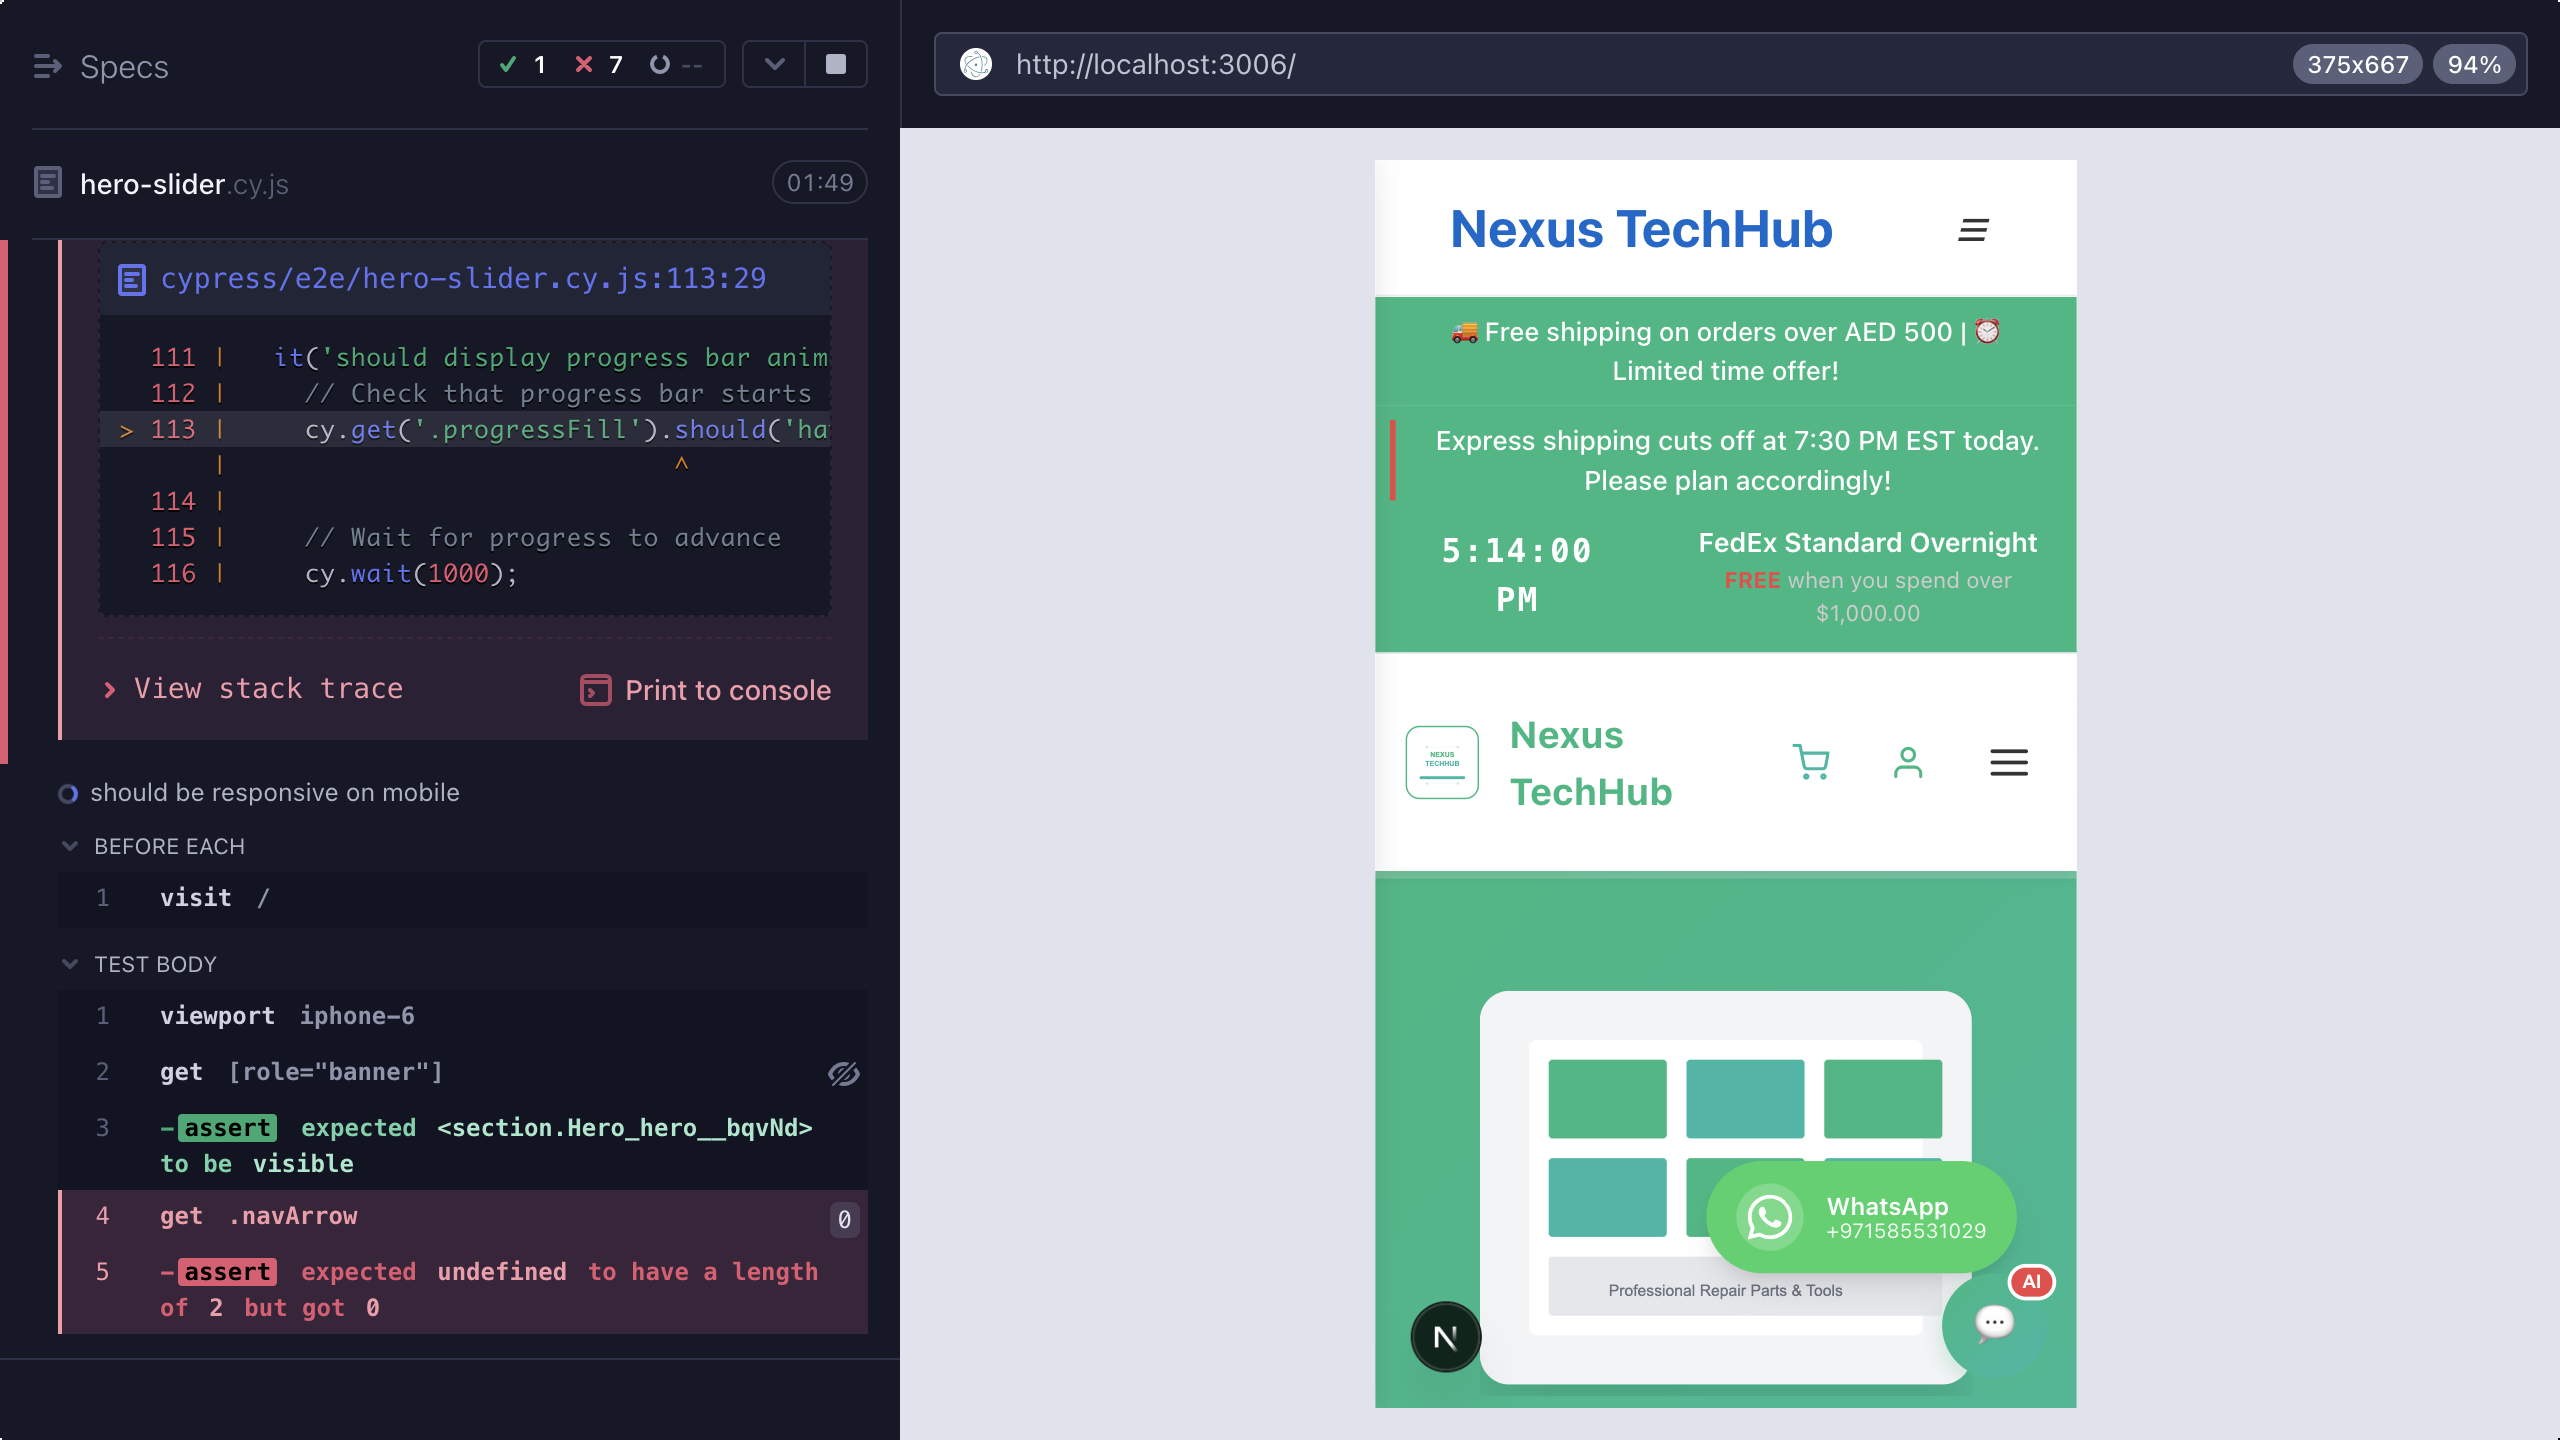 Specs
1 7 --
hero-slider.cy.js
01:49
cypress/e2e/hero-slider.cy.js:113:29
111 | it('should display progress bar anim
112 | // Check that progress bar starts
> 113 | cy.get('.progressFill').should('ha
| ^
114 |
115 | // Wait for progress to advance
116 | cy.wait(1000);
View stack trace
Print to console
should be responsive on mobile
BEFORE EACH
1 visit /
TEST BODY
1 viewport iphone-6
2 get [role="banner"]
3 -assert expected <section.Hero_hero__bqvNd>
to be visible
4 get .navArrow 0
5 -assert expected undefined to have a length
of 2 but got 0
http://localhost:3006/
375x667 94%
Nexus TechHub
🚚 Free shipping on orders over AED 500 | ⏰
Limited time offer!
Express shipping cuts off at 7:30 PM EST today.
Please plan accordingly!
5:14:00
PM
FedEx Standard Overnight
FREE when you spend over
$1,000.00
NEXUS
TECHHUB
Nexus
TechHub
WhatsApp
+971585531029
AI
Professional Repair Parts & Tools
N